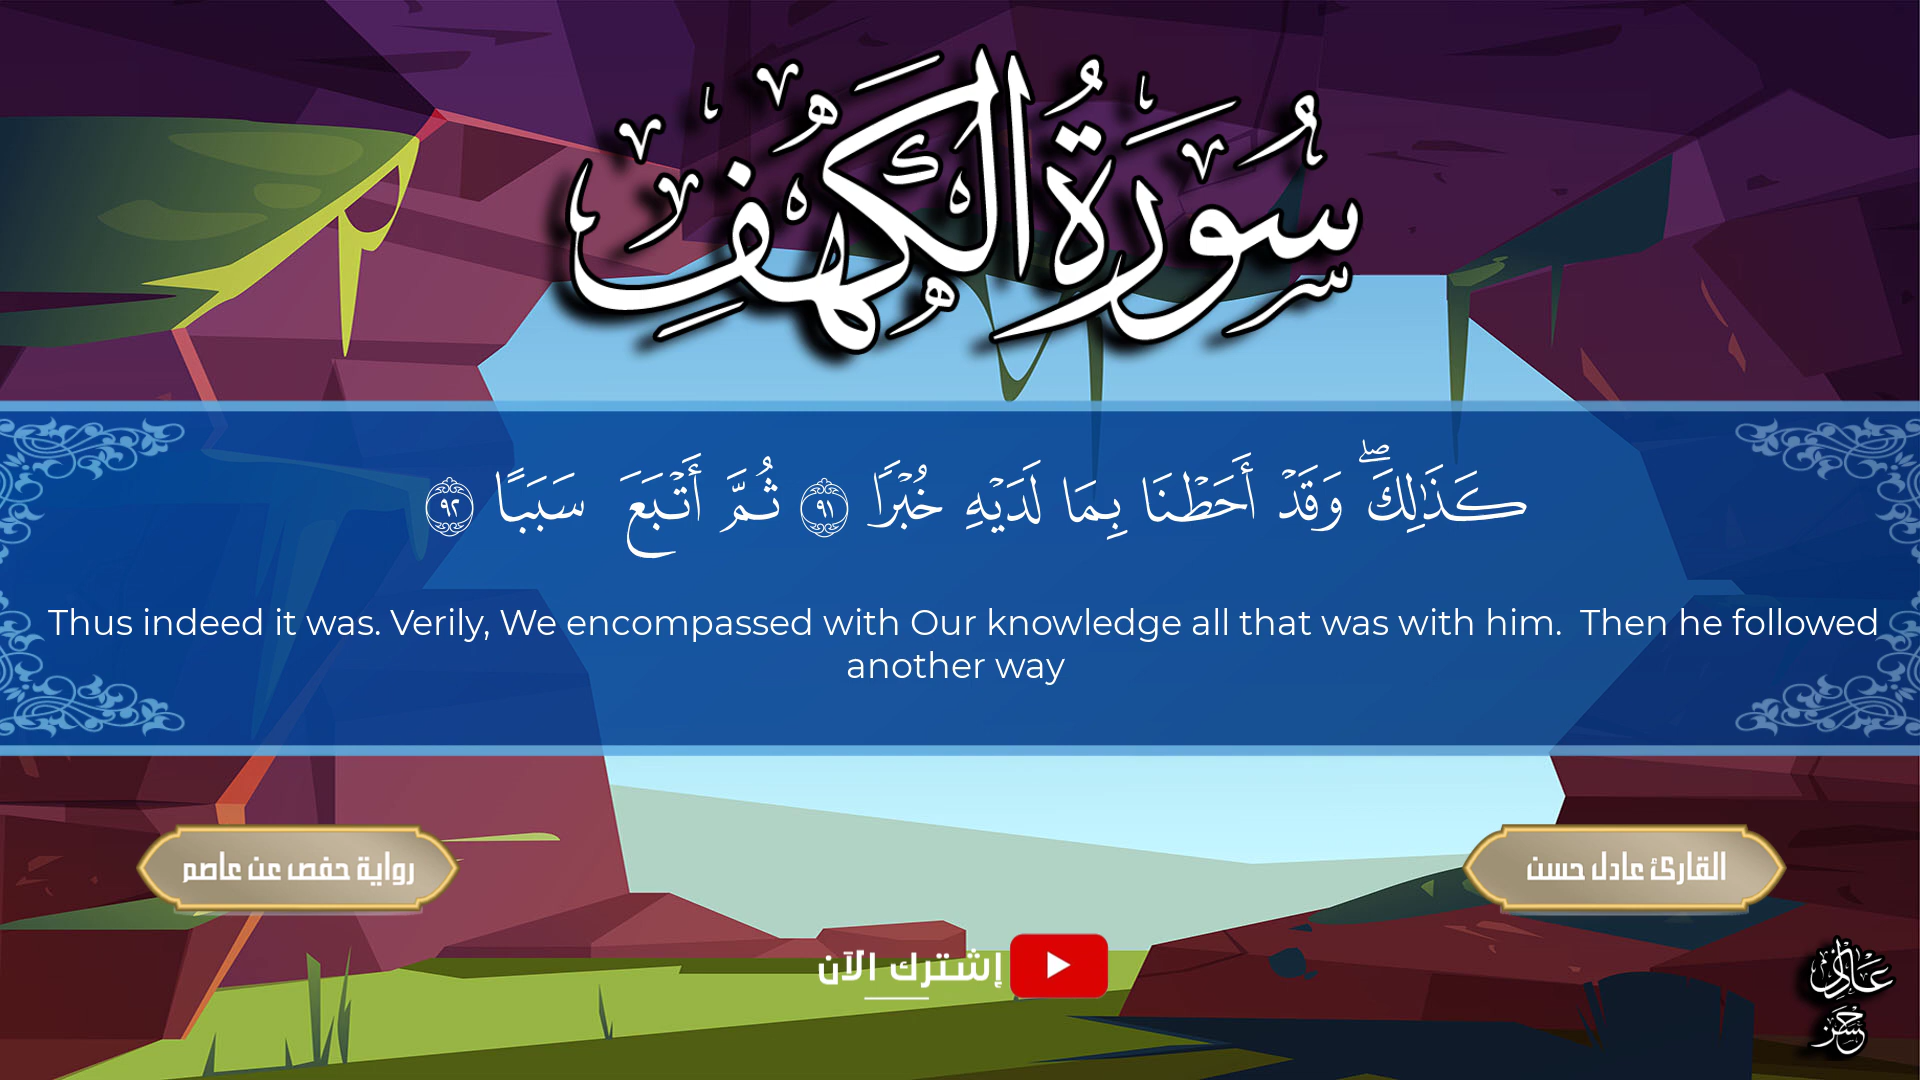 سُورَةُ الْكَهْفِ
كَذَٰلِكَۖ وَقَدۡ أَحَطۡنَا بِمَا لَدَيۡهِ خُبۡرٗا ٩١ ثُمَّ أَتۡبَعَ سَبَبًا ٩٢
Thus indeed it was. Verily, We encompassed with Our knowledge all that was with him.  Then he followed
another way
القارئ عادل حسن
رواية حفص عن عاصم
إشترك الآن
عادل
حسن